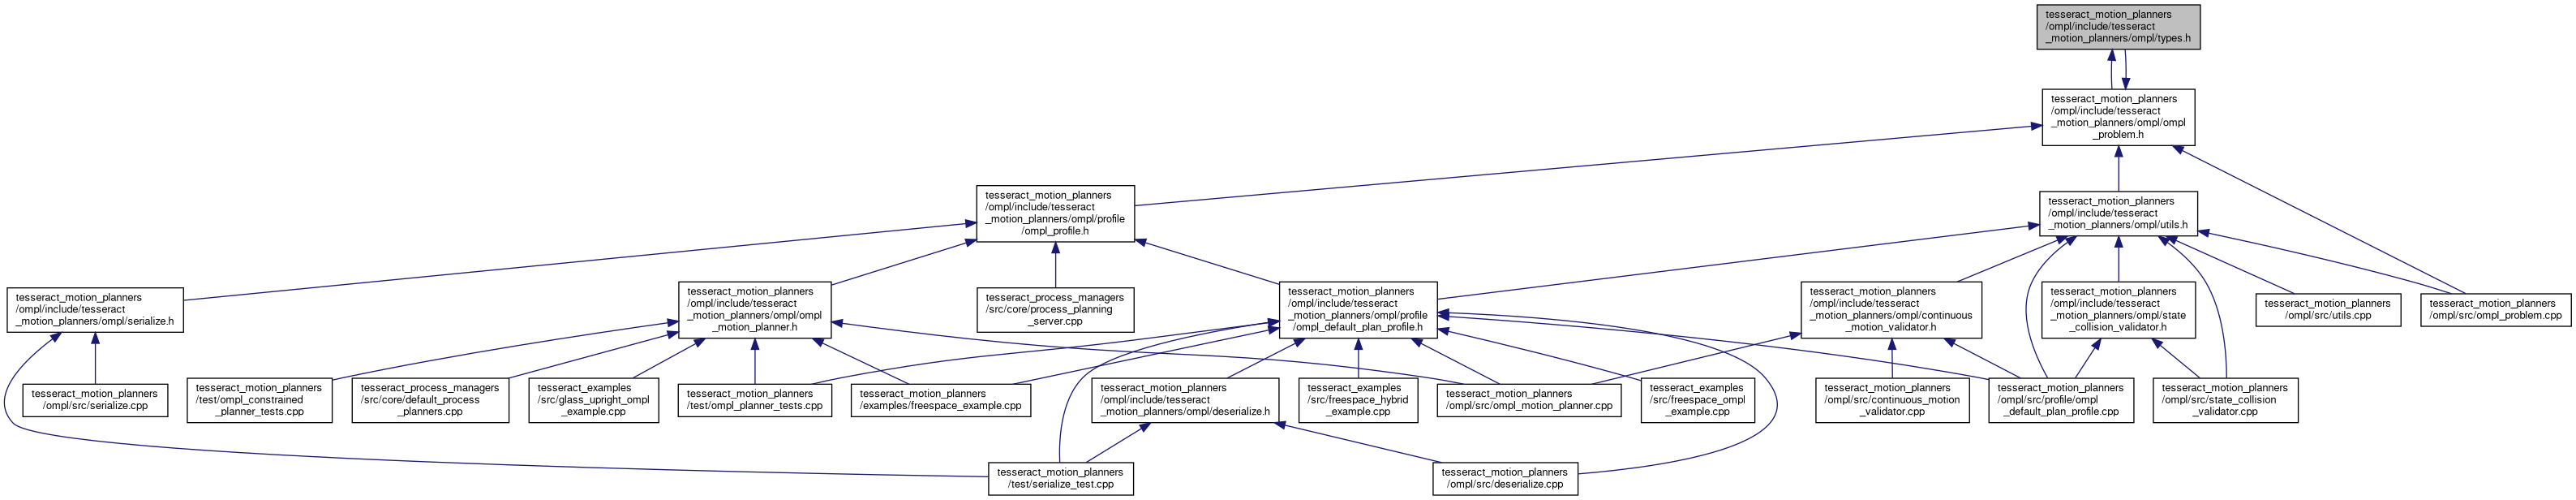 tesseract_motion_planners
/ompl/include/tesseract
_motion_planners/ompl/types.h
tesseract_motion_planners
/ompl/include/tesseract
_motion_planners/ompl/ompl
_problem.h
tesseract_motion_planners
/ompl/include/tesseract
_motion_planners/ompl/profile
/ompl_profile.h
tesseract_motion_planners
/ompl/include/tesseract
_motion_planners/ompl/utils.h
tesseract_motion_planners
/ompl/include/tesseract
_motion_planners/ompl/serialize.h
tesseract_motion_planners
/ompl/include/tesseract
_motion_planners/ompl/ompl
_motion_planner.h
tesseract_process_managers
/src/core/process_planning
_server.cpp
tesseract_motion_planners
/ompl/include/tesseract
_motion_planners/ompl/profile
/ompl_default_plan_profile.h
tesseract_motion_planners
/ompl/include/tesseract
_motion_planners/ompl/continuous
_motion_validator.h
tesseract_motion_planners
/ompl/include/tesseract
_motion_planners/ompl/state
_collision_validator.h
tesseract_motion_planners
/ompl/src/utils.cpp
tesseract_motion_planners
/ompl/src/ompl_problem.cpp
tesseract_motion_planners
/ompl/src/serialize.cpp
tesseract_motion_planners
/test/ompl_constrained
_planner_tests.cpp
tesseract_process_managers
/src/core/default_process
_planners.cpp
tesseract_examples
/src/glass_upright_ompl
_example.cpp
tesseract_motion_planners
/test/ompl_planner_tests.cpp
tesseract_motion_planners
/examples/freespace_example.cpp
tesseract_motion_planners
/ompl/include/tesseract
_motion_planners/ompl/deserialize.h
tesseract_examples
/src/freespace_hybrid
_example.cpp
tesseract_motion_planners
/ompl/src/ompl_motion_planner.cpp
tesseract_examples
/src/freespace_ompl
_example.cpp
tesseract_motion_planners
/ompl/src/continuous_motion
_validator.cpp
tesseract_motion_planners
/ompl/src/profile/ompl
_default_plan_profile.cpp
tesseract_motion_planners
/ompl/src/state_collision
_validator.cpp
tesseract_motion_planners
/test/serialize_test.cpp
tesseract_motion_planners
/ompl/src/deserialize.cpp